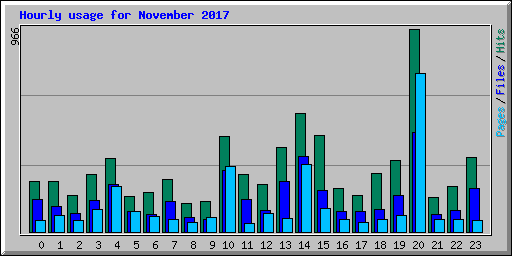 Hourly usage for November 2017
966
Pages / Files / Hits
0 1 2 3 4 5 6 7 8 9 10 11 12 13 14 15 16 17 18 19 20 21 22 23